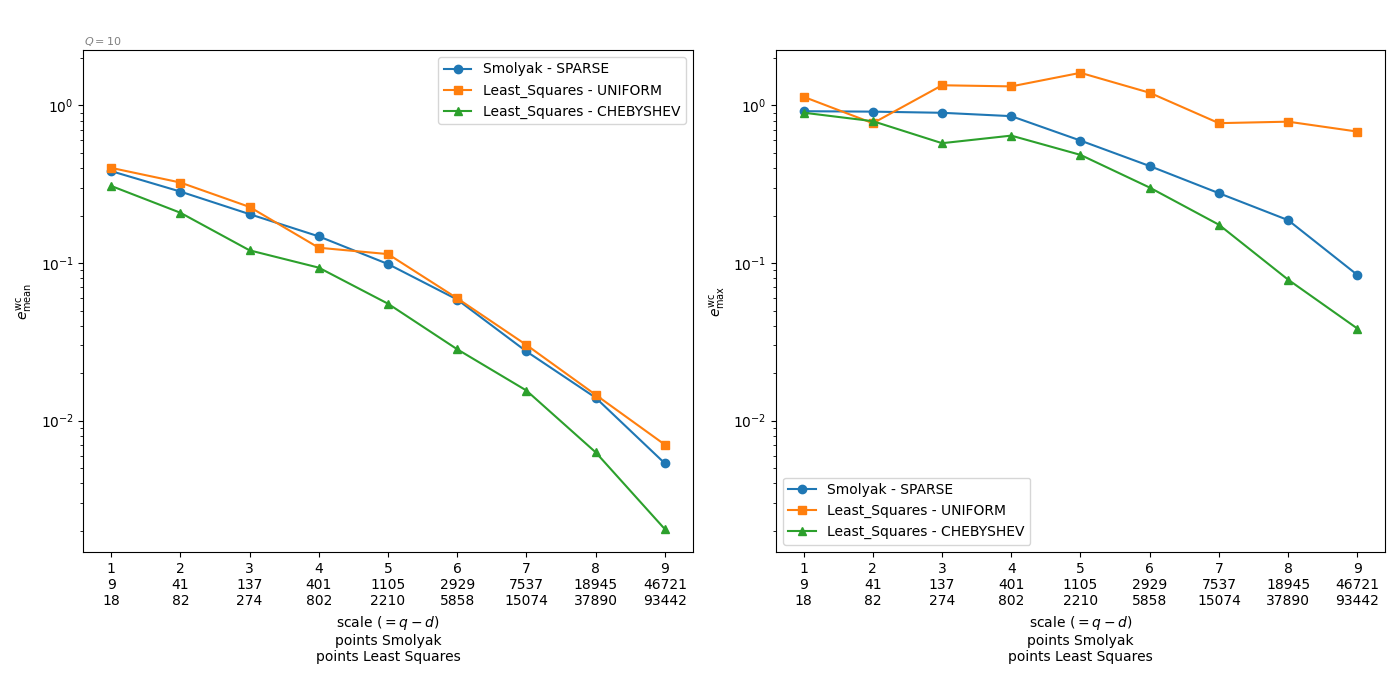 Q = 10
Smolyak - SPARSE
Least_Squares - UNIFORM
Least_Squares - CHEBYSHEV
10^0
10^-1
10^-2
e^wc_mean
1 2 3 4 5 6 7 8 9
9 41 137 401 1105 2929 7537 18945 46721
18 82 274 802 2210 5858 15074 37890 93442
scale (= q − d)
points Smolyak
points Least Squares
10^0
10^-1
10^-2
e^wc_max
Smolyak - SPARSE
Least_Squares - UNIFORM
Least_Squares - CHEBYSHEV
1 2 3 4 5 6 7 8 9
9 41 137 401 1105 2929 7537 18945 46721
18 82 274 802 2210 5858 15074 37890 93442
scale (= q − d)
points Smolyak
points Least Squares